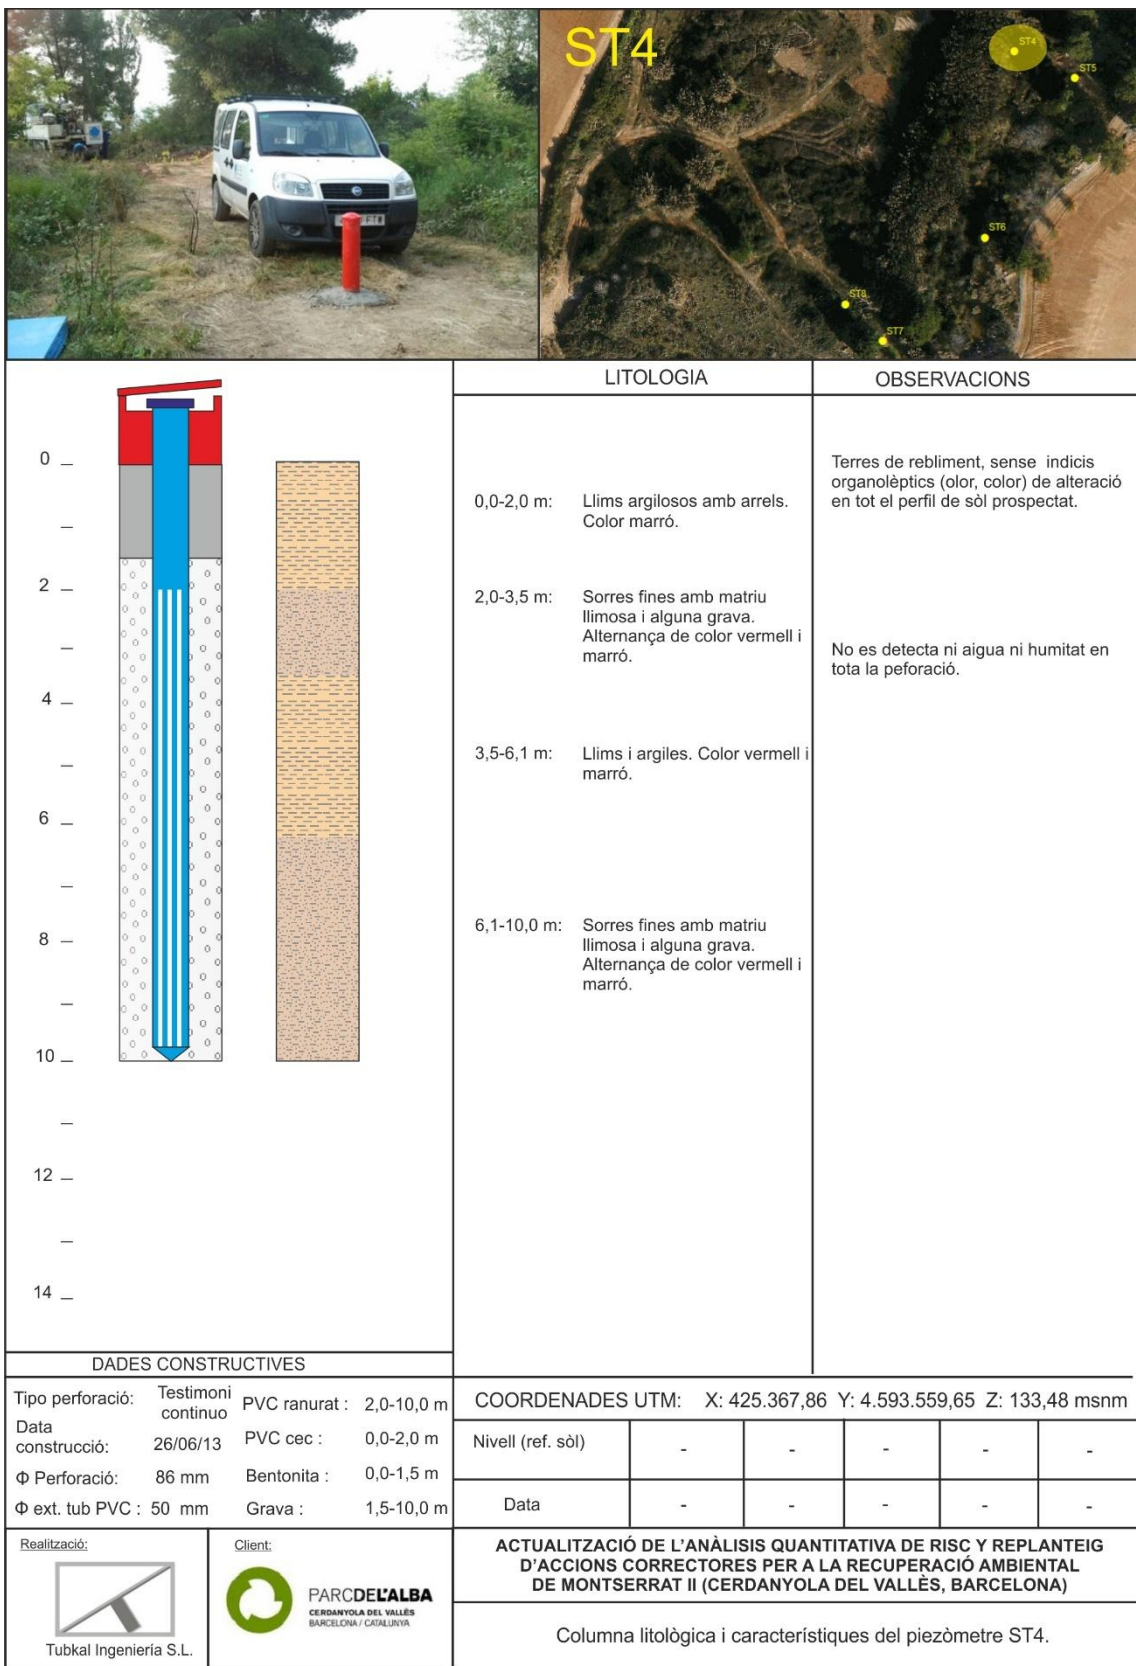 ST4
ST4
ST5
ST6
ST8
ST7
LITOLOGIA
OBSERVACIONS
0
2
4
6
8
10
12
14
0,0-2,0 m: Llims argilosos amb arrels.
Color marró.
2,0-3,5 m: Sorres fines amb matriu
llimosa i alguna grava.
Alternança de color vermell i
marró.
3,5-6,1 m: Llims i argiles. Color vermell i
marró.
6,1-10,0 m: Sorres fines amb matriu
llimosa i alguna grava.
Alternança de color vermell i
marró.
Terres de rebliment, sense indicis
organolèptics (olor, color) de alteració
en tot el perfil de sòl prospectat.
No es detecta ni aigua ni humitat en
tota la peforació.
DADES CONSTRUCTIVES
Tipo perforació: Testimoni
continuo
Data
construcció: 26/06/13
Φ Perforació: 86 mm
Φ ext. tub PVC : 50 mm
PVC ranurat : 2,0-10,0 m
PVC cec : 0,0-2,0 m
Bentonita : 0,0-1,5 m
Grava : 1,5-10,0 m
COORDENADES UTM: X: 425.367,86 Y: 4.593.559,65 Z: 133,48 msnm
Nivell (ref. sòl) - - - - -
Data - - - - -
Realització:
Tubkal Ingeniería S.L.
Client:
PARCDEL'ALBA
CERDANYOLA DEL VALLÈS
BARCELONA / CATALUNYA
ACTUALITZACIÓ DE L'ANÀLISIS QUANTITATIVA DE RISC Y REPLANTEIG
D'ACCIONS CORRECTORES PER A LA RECUPERACIÓ AMBIENTAL
DE MONTSERRAT II (CERDANYOLA DEL VALLÈS, BARCELONA)
Columna litològica i característiques del piezòmetre ST4.